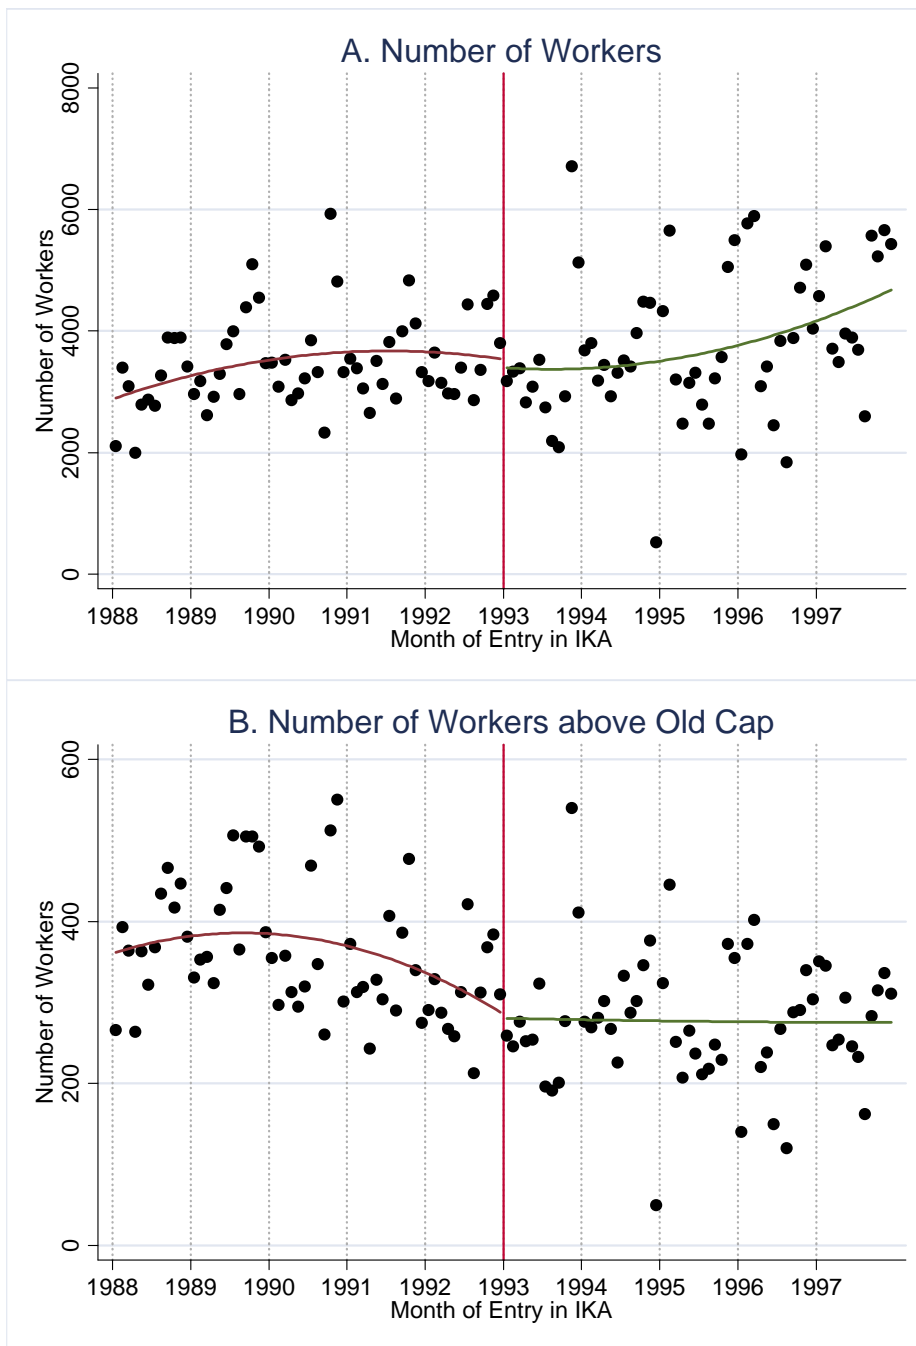 A. Number of Workers
Number of Workers
8000
6000
4000
2000
0
1988 1989 1990 1991 1992 1993 1994 1995 1996 1997
Month of Entry in IKA
B. Number of Workers above Old Cap
Number of Workers
600
400
200
0
1988 1989 1990 1991 1992 1993 1994 1995 1996 1997
Month of Entry in IKA